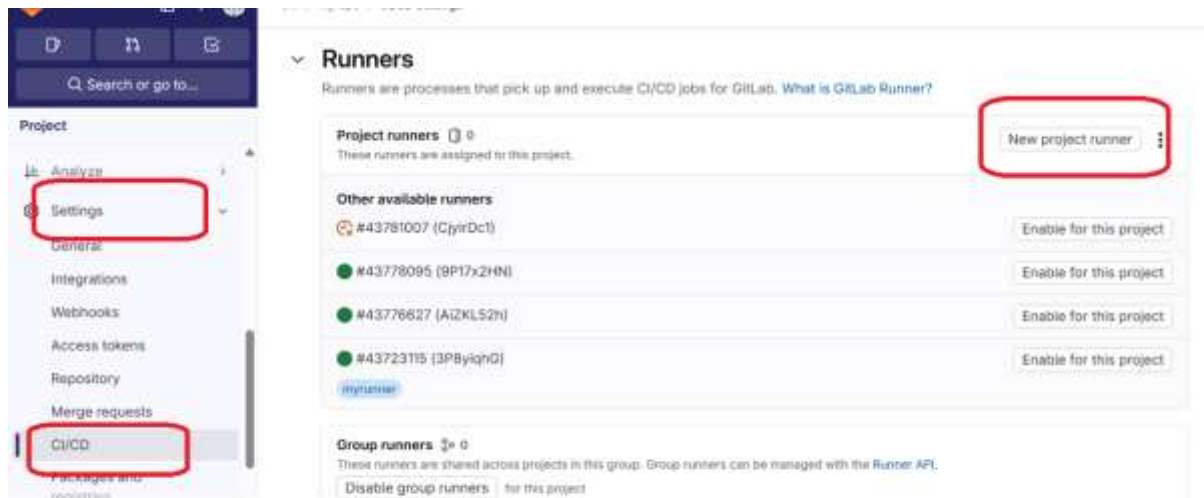 Search or go to...
Project
Analyze
Settings
General
Integrations
Webhooks
Access tokens
Repository
Merge requests
CI/CD
Packages and
Runners
Runners are processes that pick up and execute CI/CD jobs for GitLab. What is GitLab Runner?
Project runners 0
New project runner
These runners are assigned to this project.
Other available runners
#43781007 (CjyirDc1)
Enable for this project
#43778095 (9P17x2HN)
Enable for this project
#43776627 (AiZKL52h)
Enable for this project
#43723115 (3P8yiqhG)
Enable for this project
myrunner
Group runners 0
These runners are shared across projects in this group. Group runners can be managed with the Runner API.
Disable group runners for this project